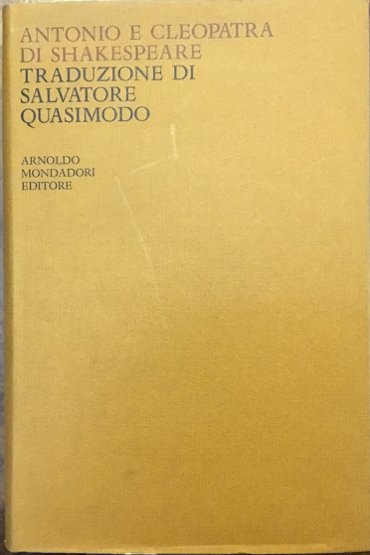 ANTONIO E CLEOPATRA
DI SHAKESPEARE
TRADUZIONE DI
SALVATORE
QUASIMODO
ARNOLDO
MONDADORI
EDITORE